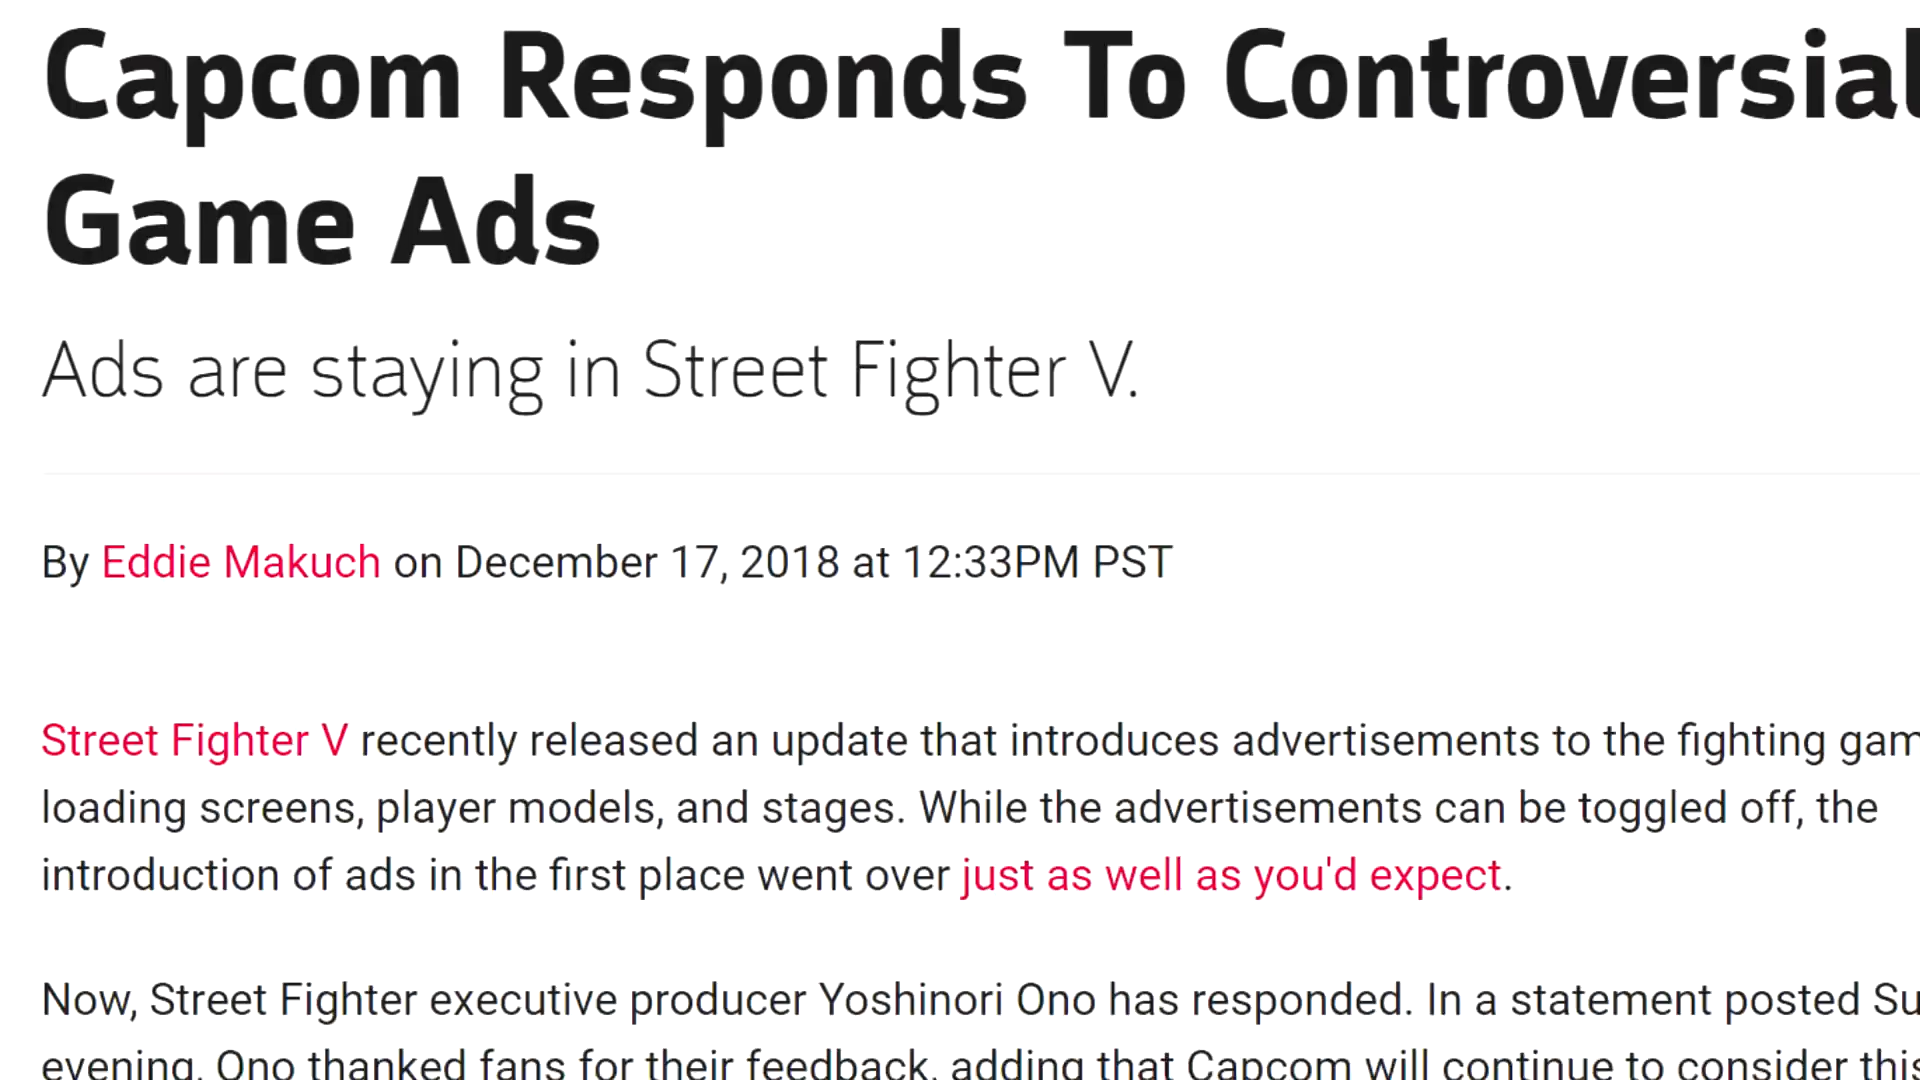 Capcom Responds To Controversial
Game Ads
Ads are staying in Street Fighter V.
By Eddie Makuch on December 17, 2018 at 12:33PM PST
Street Fighter V recently released an update that introduces advertisements to the fighting gam
loading screens, player models, and stages. While the advertisements can be toggled off, the
introduction of ads in the first place went over just as well as you'd expect.
Now, Street Fighter executive producer Yoshinori Ono has responded. In a statement posted Su
evening, Ono thanked fans for their feedback, adding that Capcom will continue to consider this